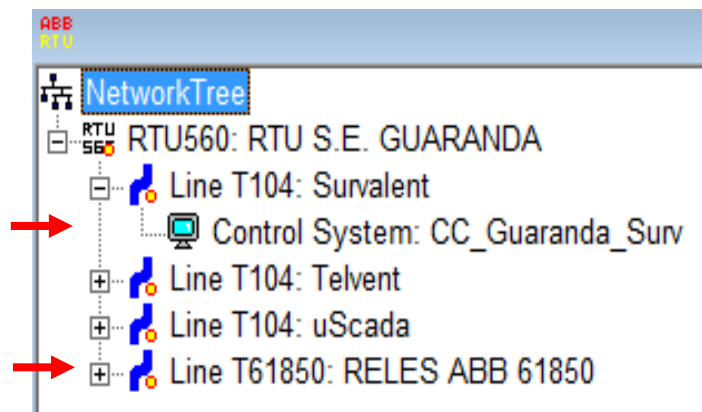 ABB
RTU
NetworkTree
RTU
560
RTU560: RTU S.E. GUARANDA
Line T104: Survalent
Control System: CC_Guaranda_Surv
Line T104: Telvent
Line T104: uScada
Line T61850: RELES ABB 61850